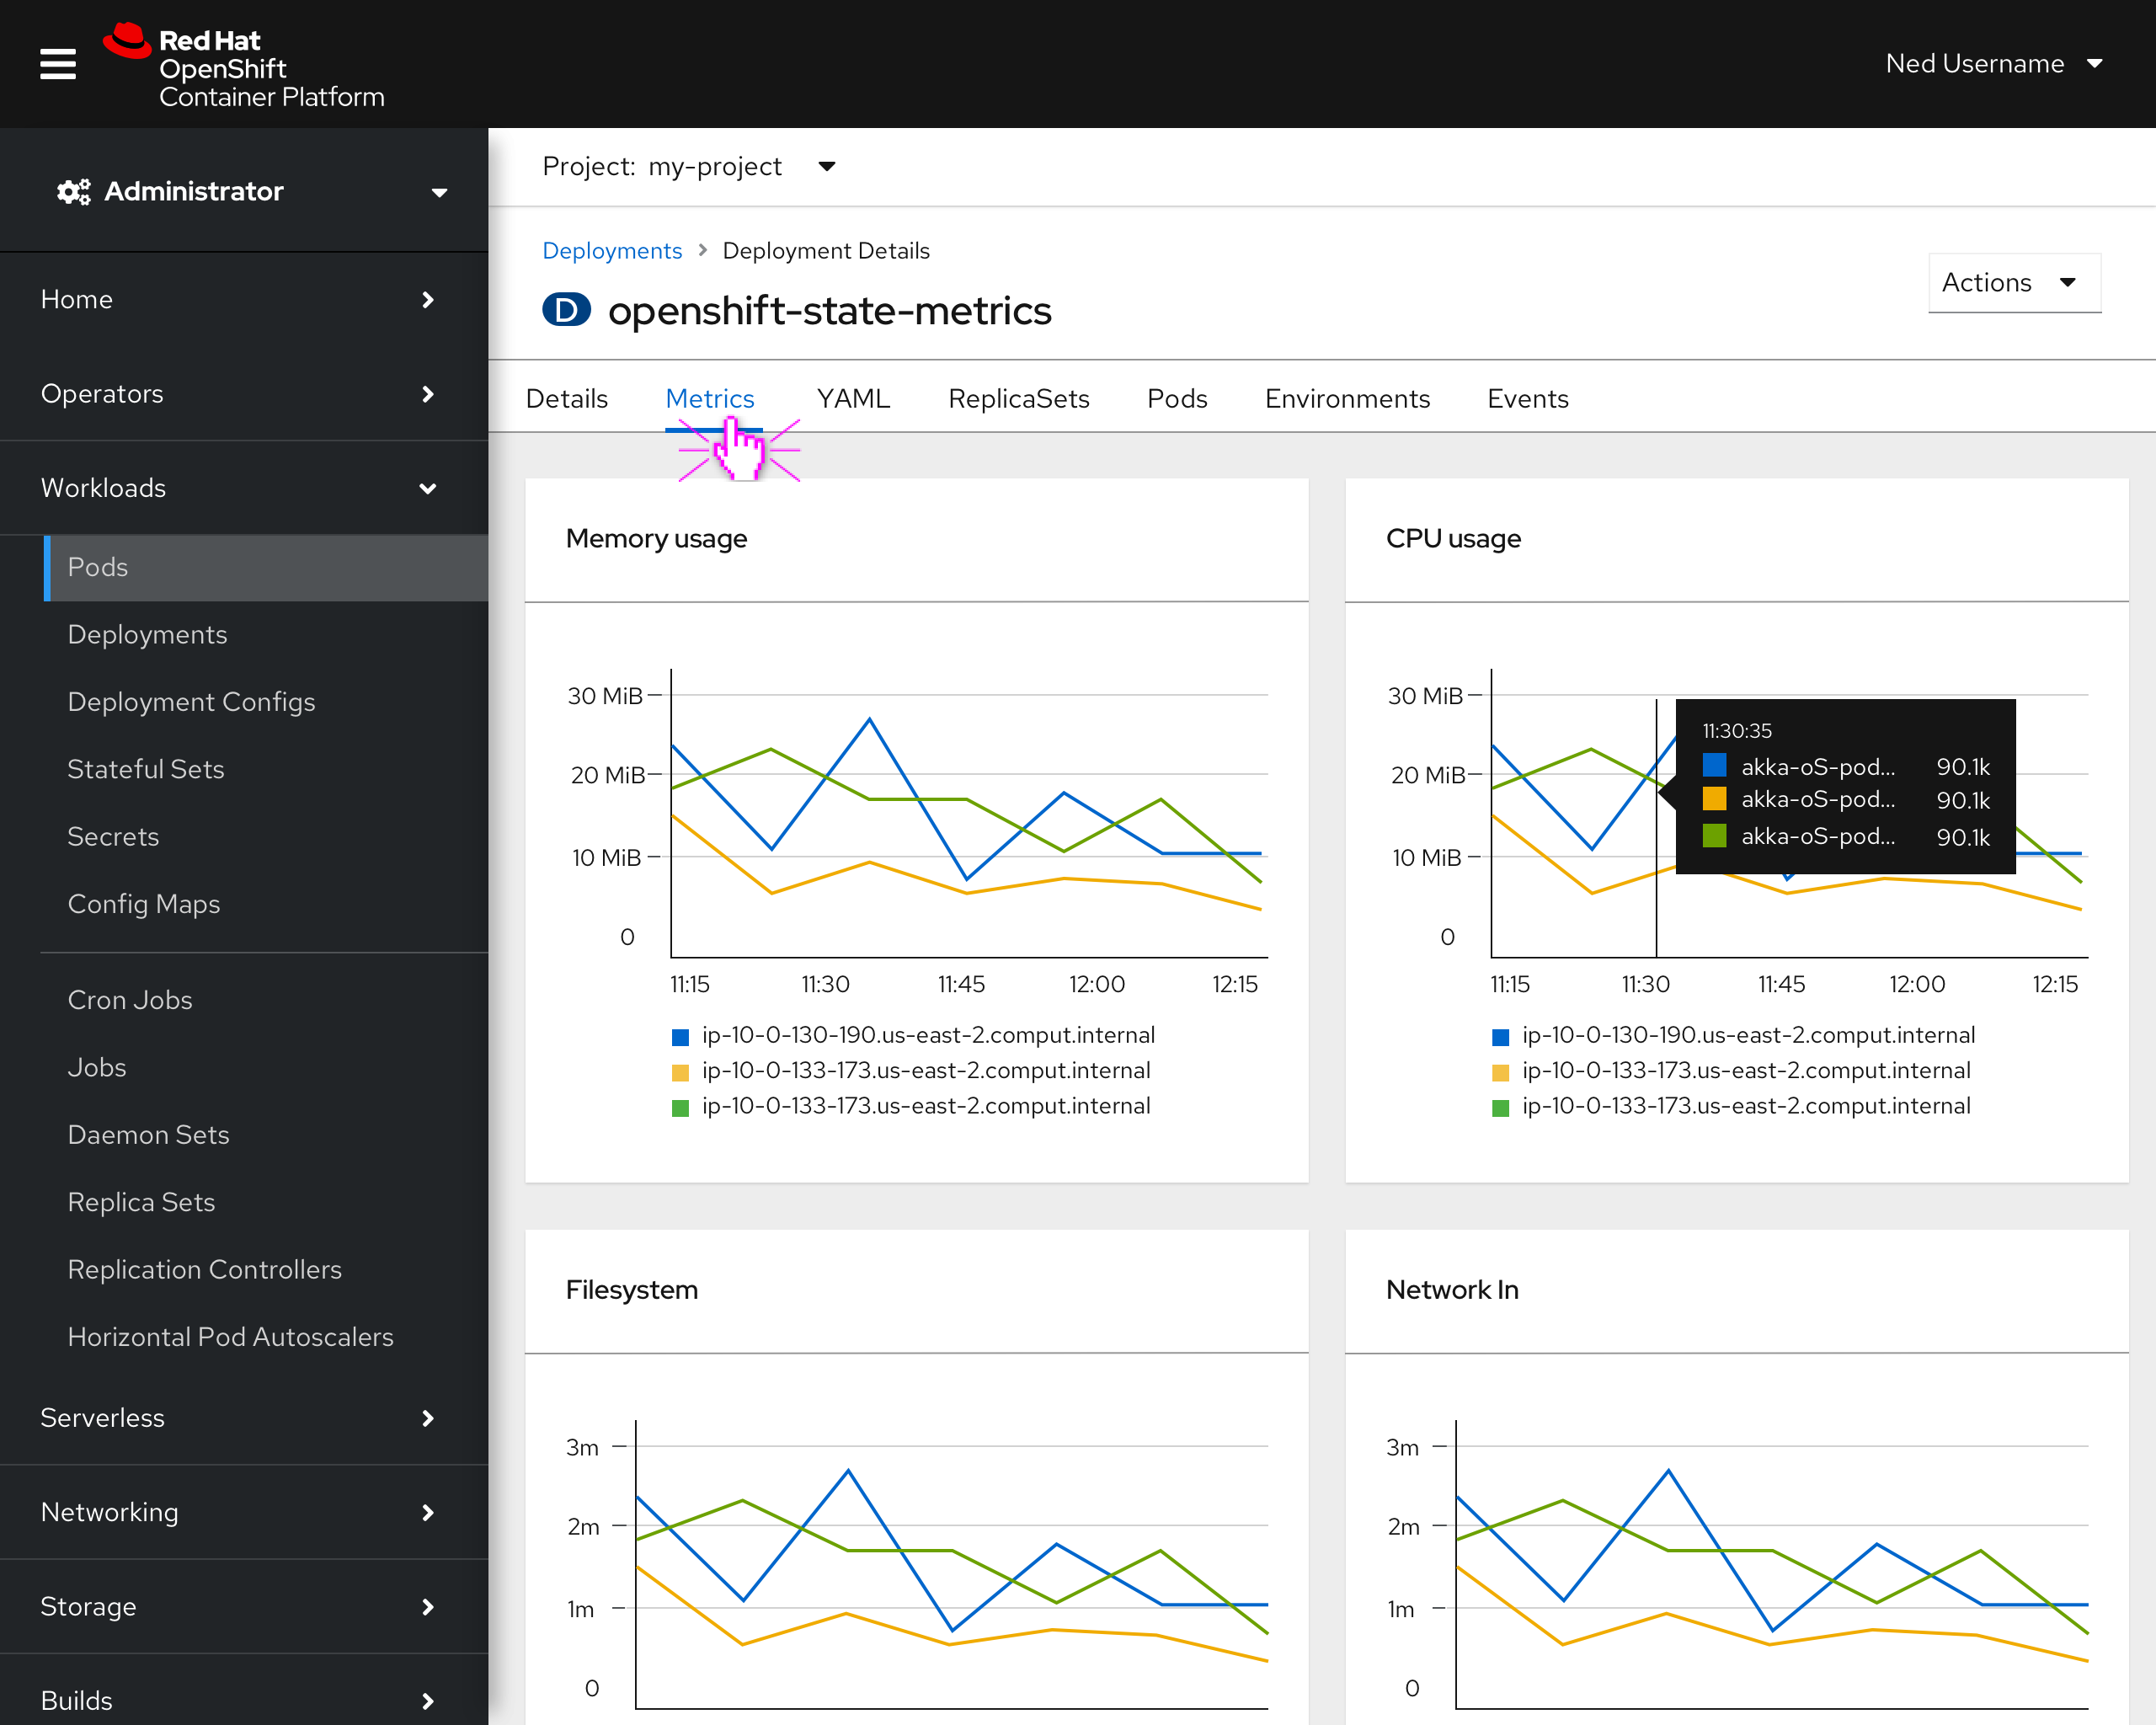 Red Hat
OpenShift
Container Platform
Ned Username
Administrator
Home
Operators
Workloads
Pods
Deployments
Deployment Configs
Stateful Sets
Secrets
Config Maps
Cron Jobs
Jobs
Daemon Sets
Replica Sets
Replication Controllers
Horizontal Pod Autoscalers
Serverless
Networking
Storage
Builds
Project: my-project
Deployments > Deployment Details
Actions
D openshift-state-metrics
Details Metrics YAML ReplicaSets Pods Environments Events
Memory usage
30 MiB
20 MiB
10 MiB
0
11:15 11:30 11:45 12:00 12:15
ip-10-0-130-190.us-east-2.comput.internal
ip-10-0-133-173.us-east-2.comput.internal
ip-10-0-133-173.us-east-2.comput.internal
CPU usage
30 MiB
20 MiB
10 MiB
0
11:30:35
akka-oS-pod... 90.1k
akka-oS-pod... 90.1k
akka-oS-pod... 90.1k
11:15 11:30 11:45 12:00 12:15
ip-10-0-130-190.us-east-2.comput.internal
ip-10-0-133-173.us-east-2.comput.internal
ip-10-0-133-173.us-east-2.comput.internal
Filesystem
3m
2m
1m
0
Network In
3m
2m
1m
0